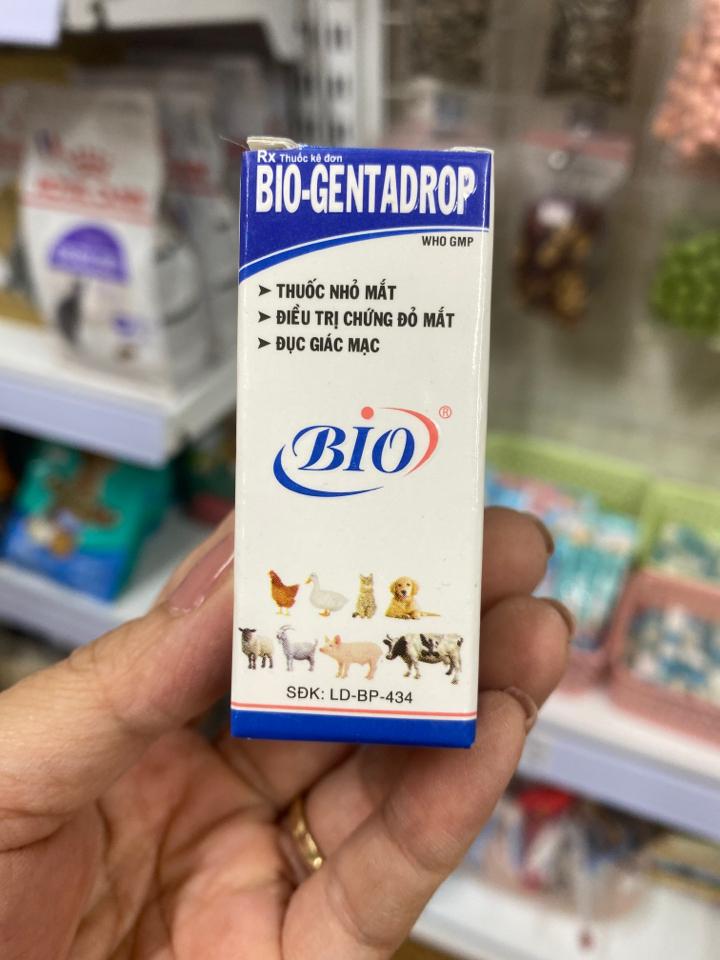 Rx Thuốc kê đơn
BIO-GENTADROP
WHO GMP
➤ THUỐC NHỎ MẮT
➤ ĐIỀU TRỊ CHỨNG ĐỎ MẮT
➤ ĐỤC GIÁC MẠC
BIO®
SĐK: LD-BP-434